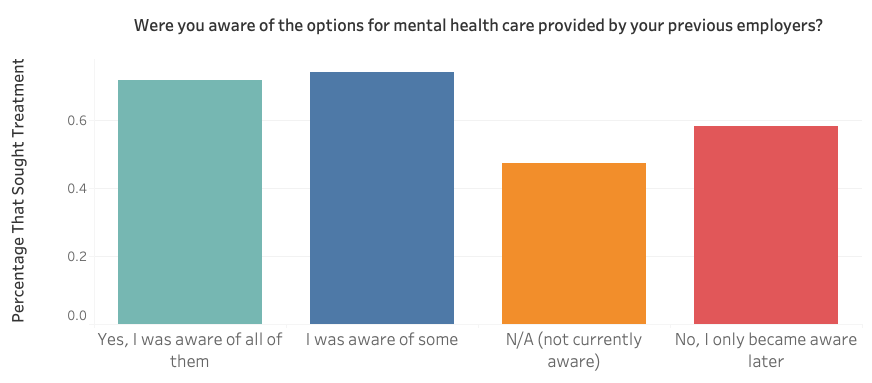 Were you aware of the options for mental health care provided by your previous employers?
Percentage That Sought Treatment
0.6
0.4
0.2
0.0
Yes, I was aware of all of
them
I was aware of some
N/A (not currently
aware)
No, I only became aware
later